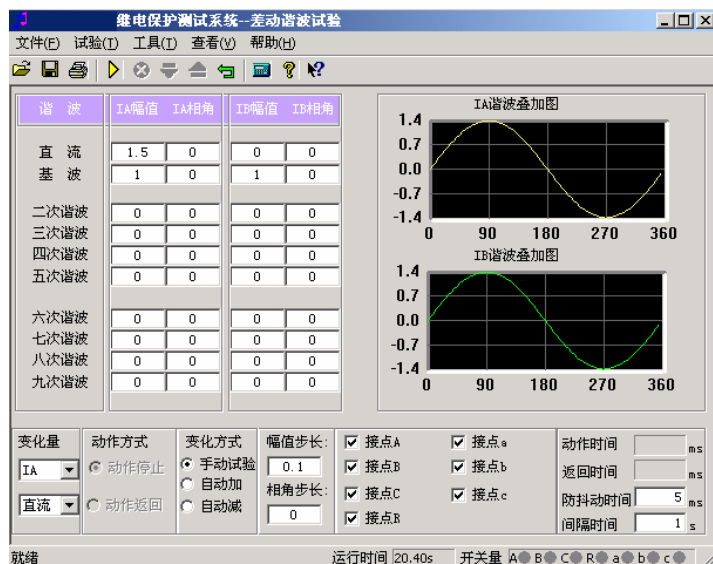 继电保护测试系统--差动谐波试验
文件(F) 试验(T) 工具(T) 查看(V) 帮助(H)
谐 波 IA幅值 IA相角 IB幅值 IB相角
直 流 1.5 0 0 0
基 波 1 0 1 0
二次谐波 0 0 0 0
三次谐波 0 0 0 0
四次谐波 0 0 0 0
五次谐波 0 0 0 0
六次谐波 0 0 0 0
七次谐波 0 0 0 0
八次谐波 0 0 0 0
九次谐波 0 0 0 0
IA谐波叠加图
1.4
0.7
0.0
-0.7
-1.4
0 90 180 270 360
IB谐波叠加图
1.4
0.7
0.0
-0.7
-1.4
0 90 180 270 360
变化量
IA
直流
动作方式
动作停止
动作返回
变化方式
手动试验
自动加
自动减
幅值步长:
0.1
相角步长:
0
接点A 接点a
接点B 接点b
接点C 接点c
接点R
动作时间 ms
返回时间 ms
防抖动时间 5 ms
间隔时间 1 s
就绪 运行时间 20.40s 开关量 A B C R a b c